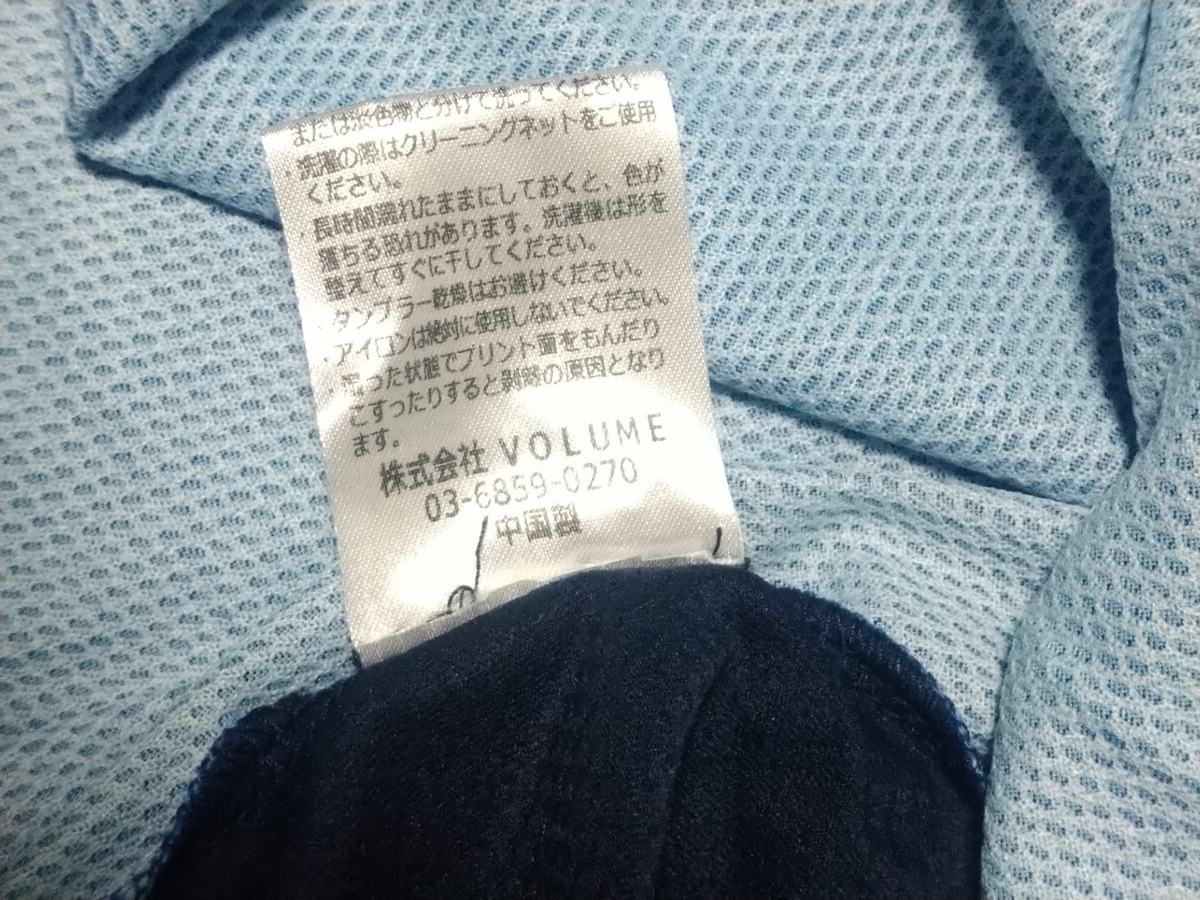 または淡色物と分けて洗ってください。
・洗濯の際はクリーニングネットをご使用
ください。
・長時間濡れたままにしておくと、色が
落ちる恐れがあります。洗濯後は形を
整えてすぐに干してください。
・タンブラー乾燥はお避けください。
・アイロンは絶対に使用しないでください。
・湿った状態でプリント面をもんだり
こすったりすると剥離の原因となり
ます。
株式会社 VOLUME
03-6859-0270
中国製